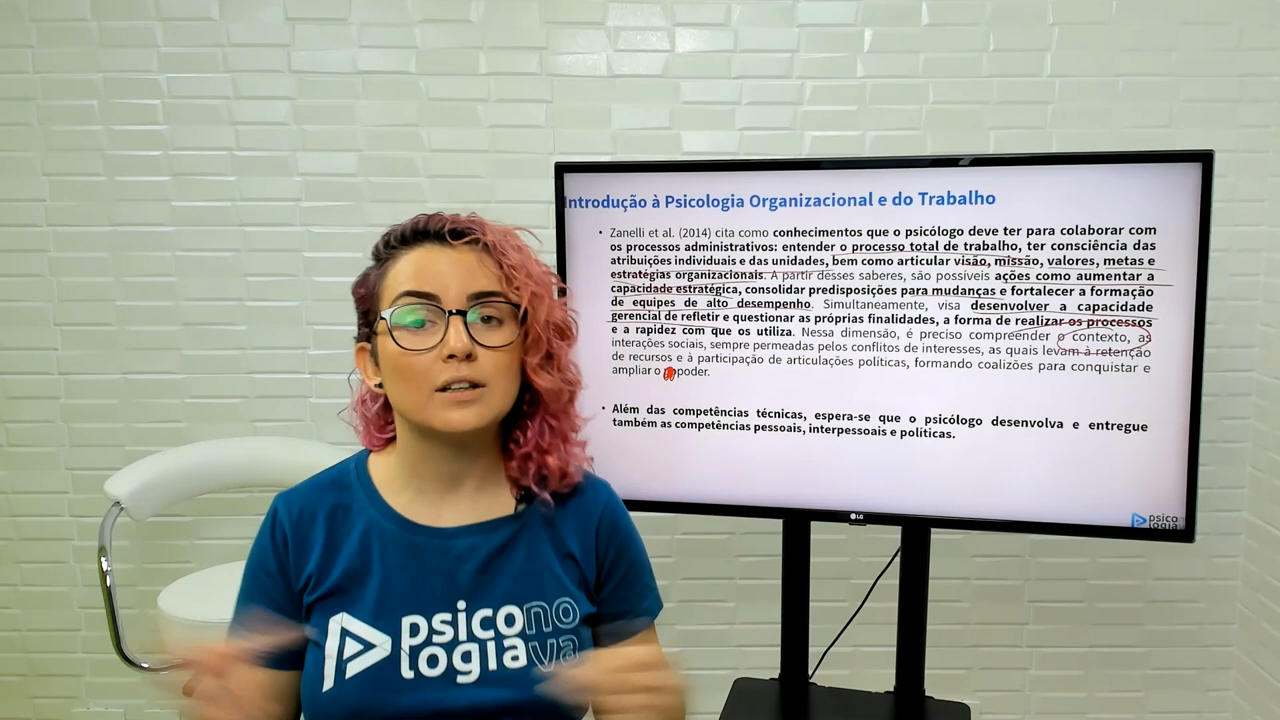 Introdução à Psicologia Organizacional e do Trabalho
• Zanelli et al. (2014) cita como conhecimentos que o psicólogo deve ter para colaborar com
os processos administrativos: entender o processo total de trabalho, ter consciência das
atribuições individuais e das unidades, bem como articular visão, missão, valores, metas e
estratégias organizacionais. A partir desses saberes, são possíveis ações como aumentar a
capacidade estratégica, consolidar predisposições para mudanças e fortalecer a formação
de equipes de alto desempenho. Simultaneamente, visa desenvolver a capacidade
gerencial de refletir e questionar as próprias finalidades, a forma de realizar os processos
e a rapidez com que os utiliza. Nessa dimensão, é preciso compreender o contexto, as
interações sociais, sempre permeadas pelos conflitos de interesses, as quais levam à retenção
de recursos e à participação de articulações políticas, formando coalizões para conquistar e
ampliar o poder.
• Além das competências técnicas, espera-se que o psicólogo desenvolva e entregue
também as competências pessoais, interpessoais e políticas.
LG
psico
logia
psicono
logiava